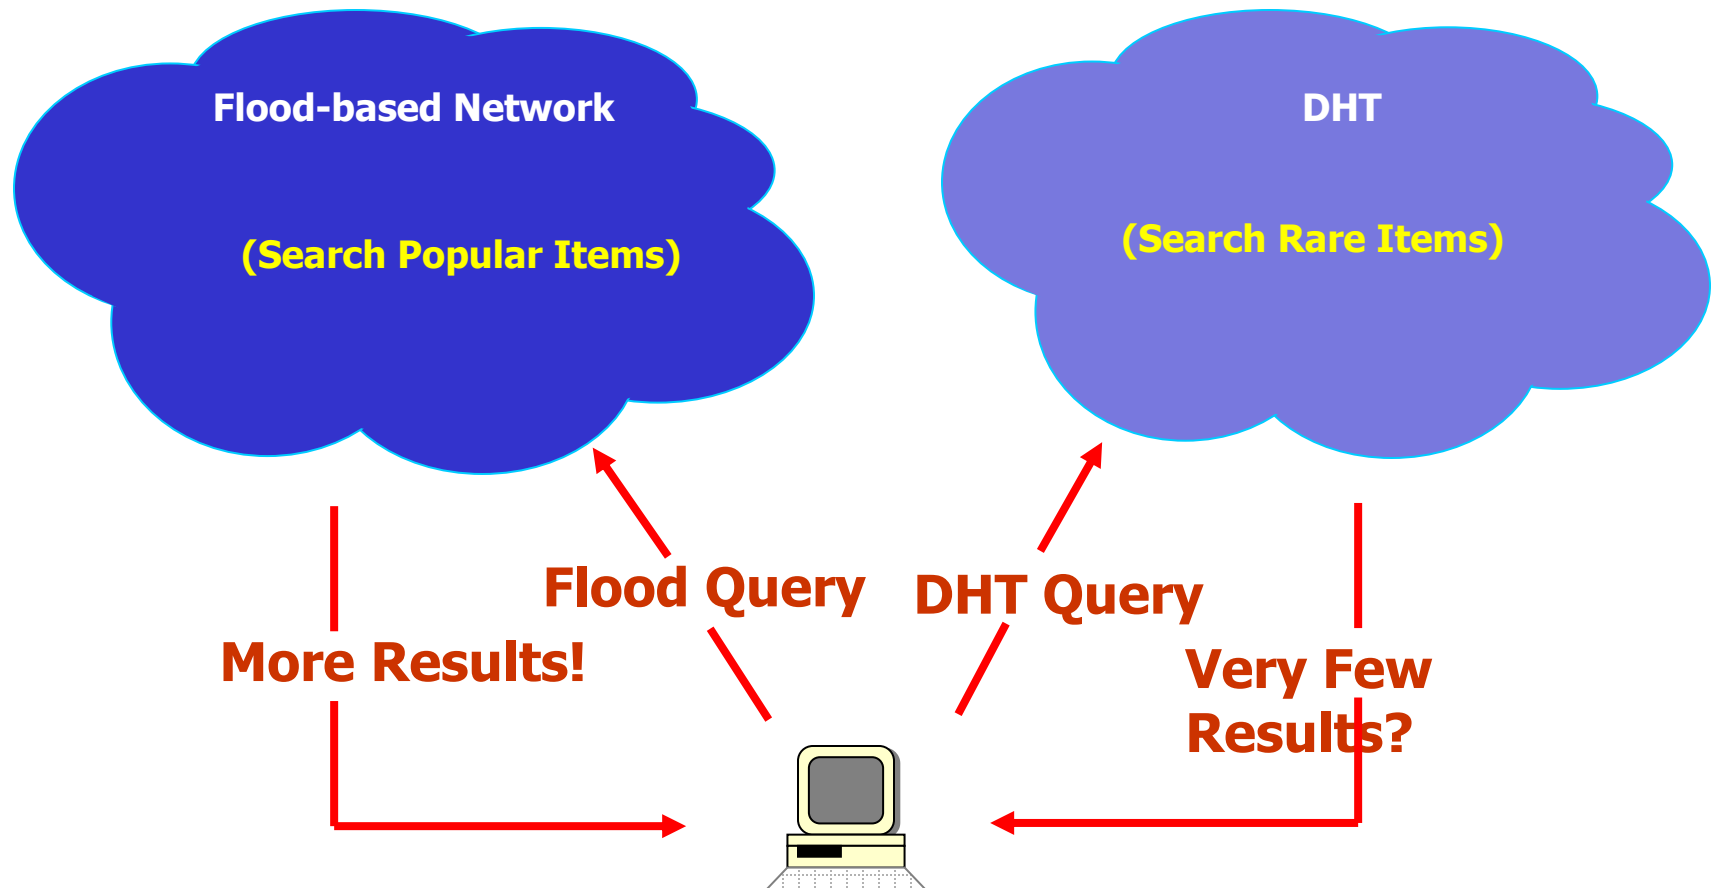 Flood-based Network
(Search Popular Items)
DHT
(Search Rare Items)
Flood Query
DHT Query
More Results!
Very Few
Results?